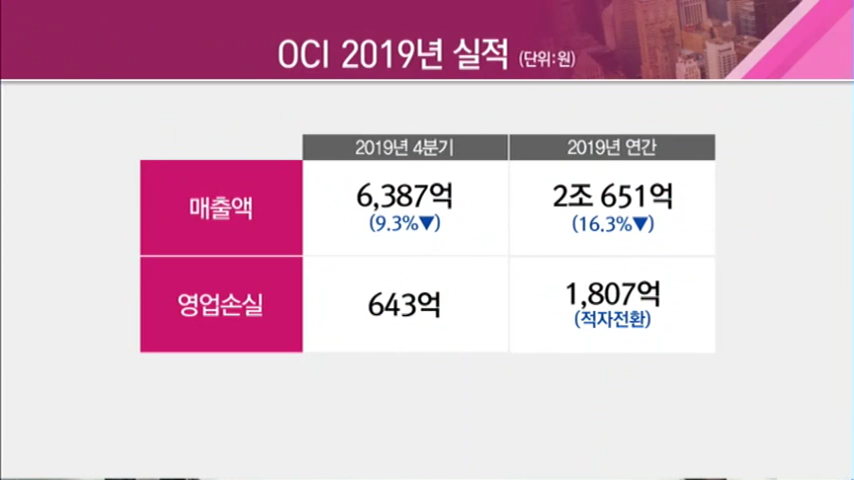 OCI 2019년 실적 (단위:원)
2019년 4분기 2019년 연간
매출액 6,387억 (9.3%▼) 2조 651억 (16.3%▼)
영업손실 643억 1,807억 (적자전환)